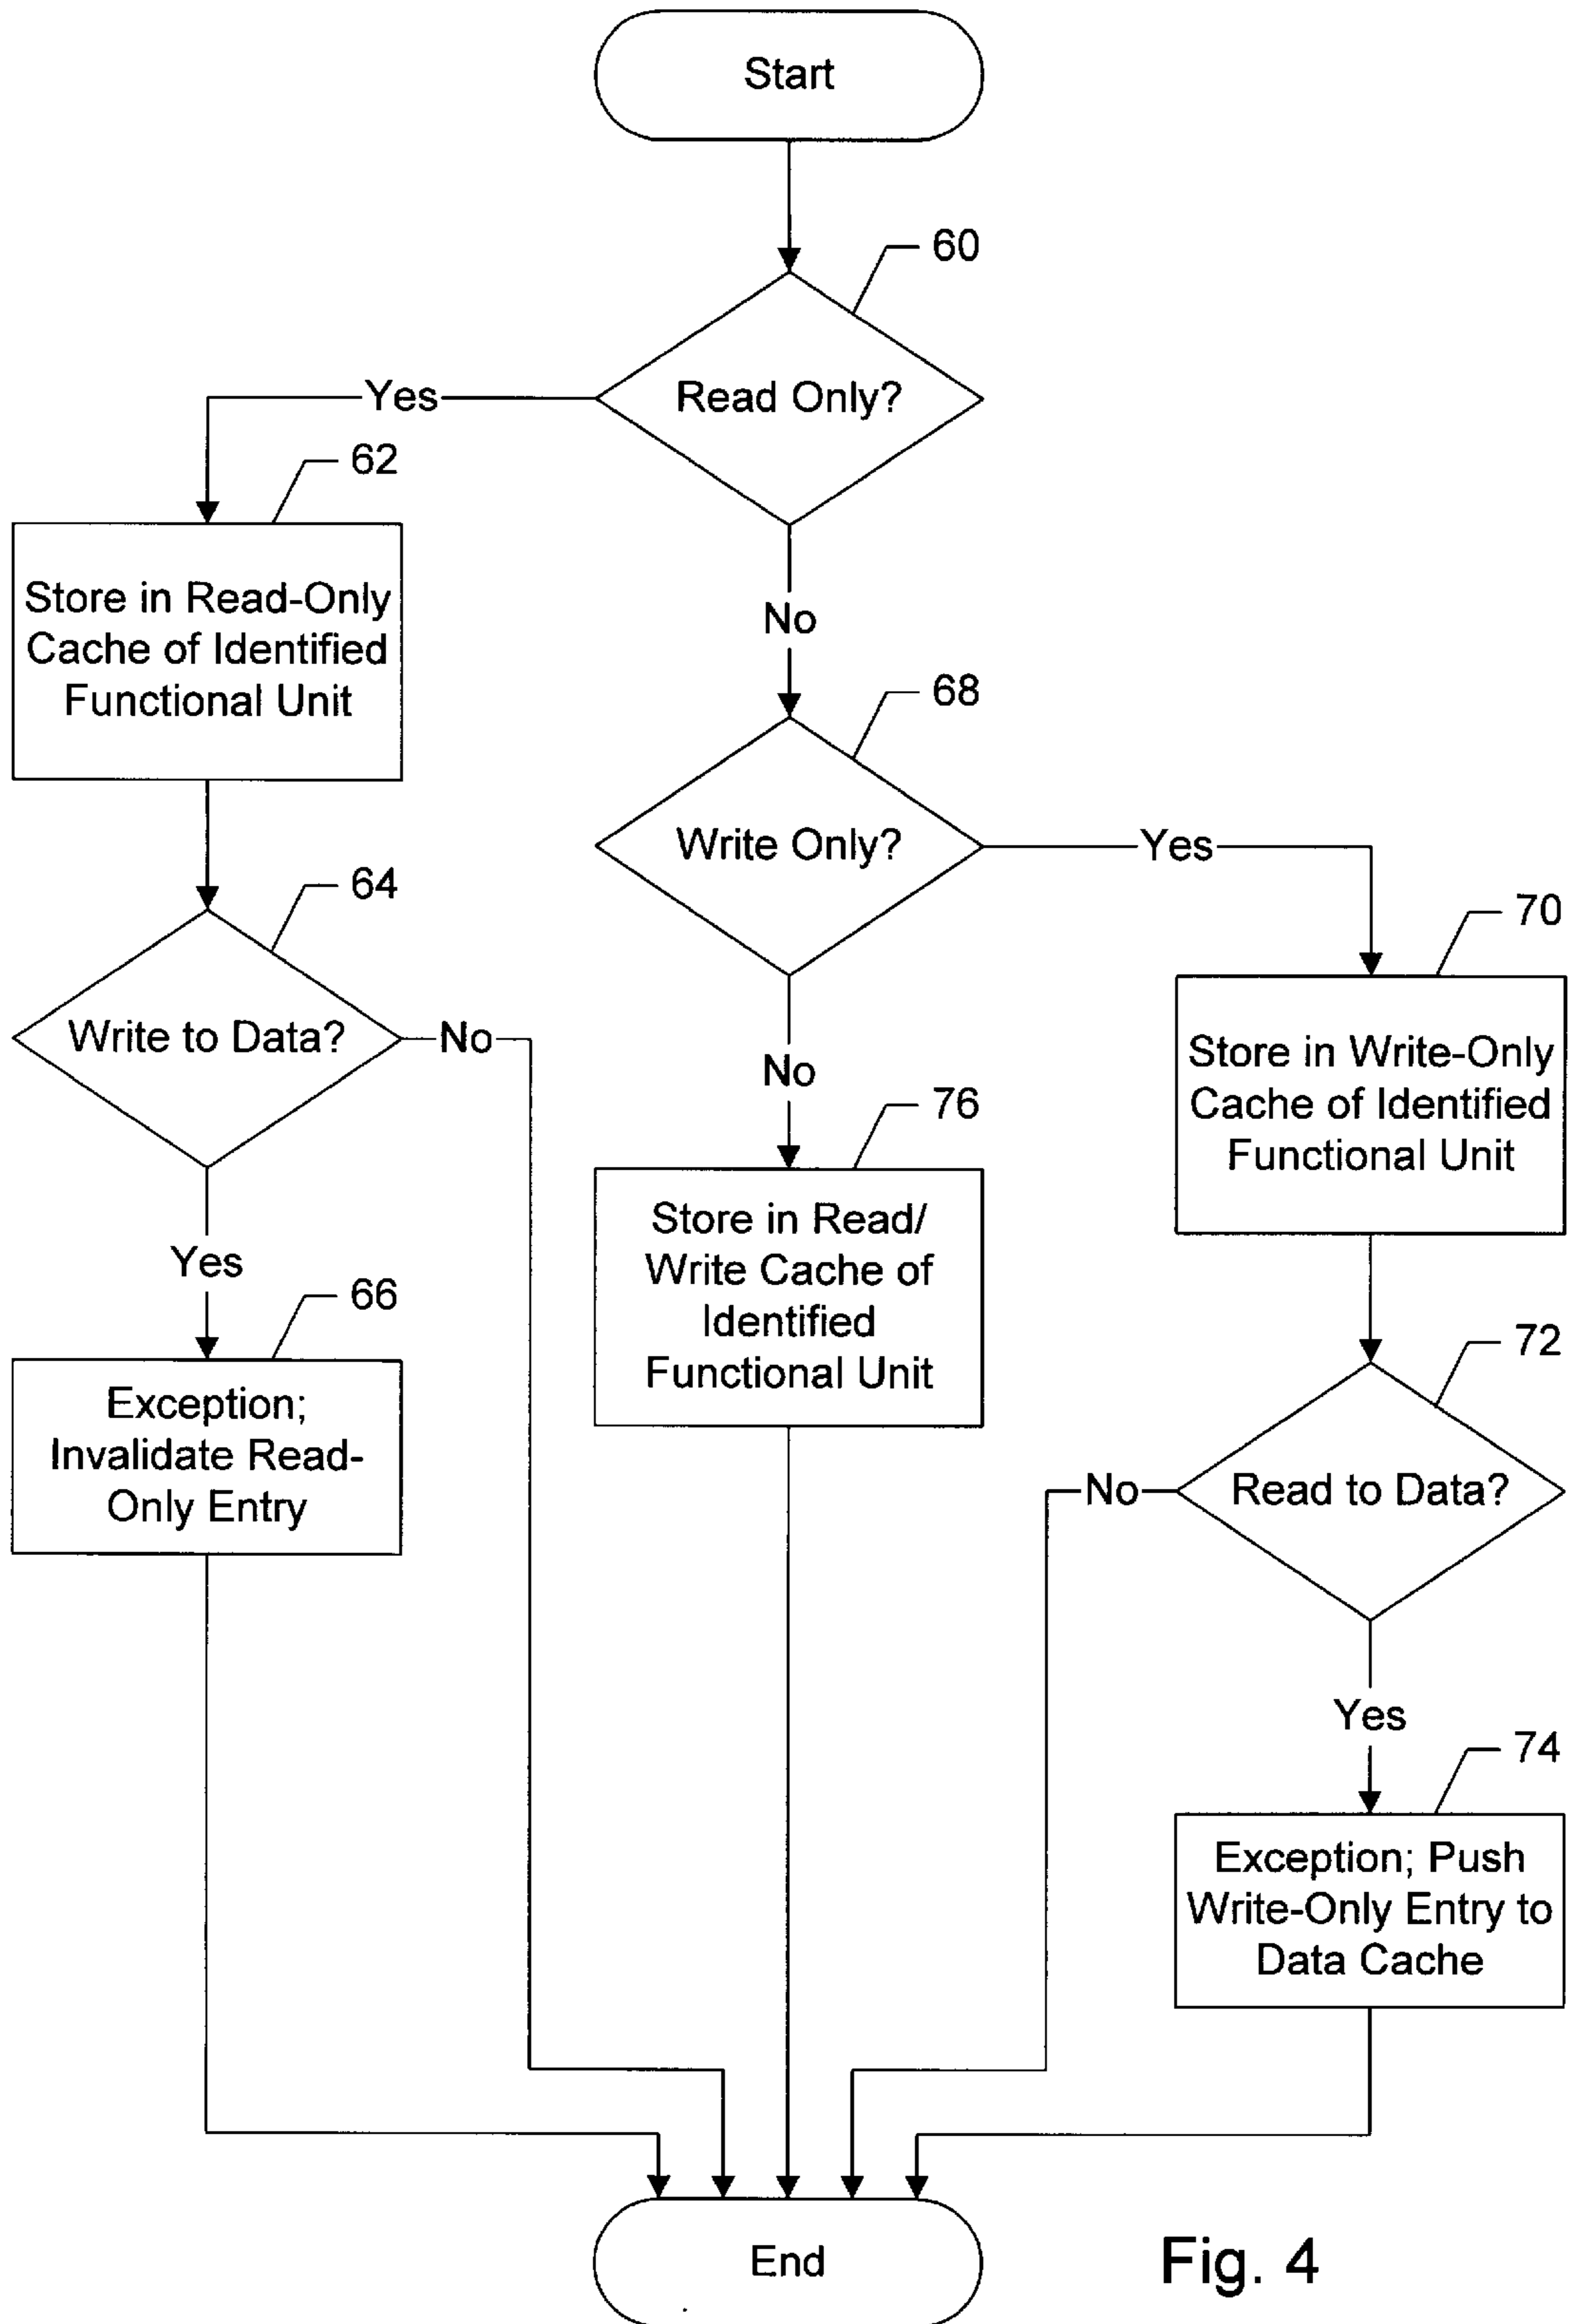 Start
60
Read Only?
Yes
62
Store in Read-Only
Cache of Identified
Functional Unit
No
68
Write Only?
Yes
64
Write to Data?
No
70
Store in Write-Only
Cache of Identified
Functional Unit
No
76
Store in Read/
Write Cache of
Identified
Functional Unit
Yes
66
Exception;
Invalidate Read-
Only Entry
72
Read to Data?
No
Yes
74
Exception; Push
Write-Only Entry to
Data Cache
End
Fig. 4